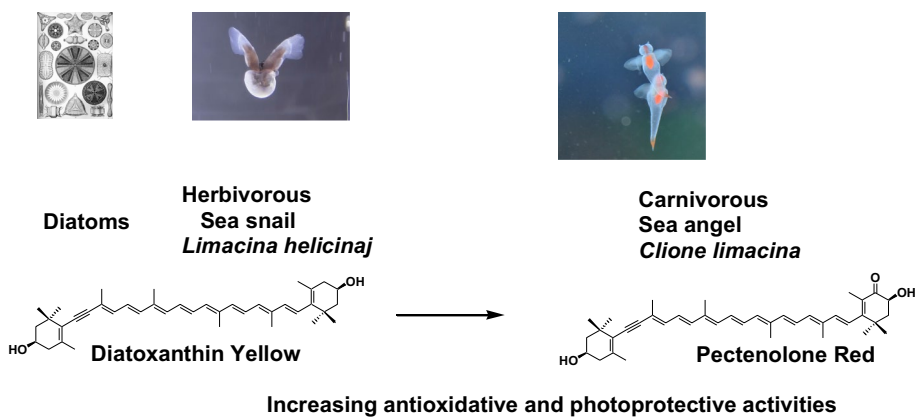 Diatoms
Herbivorous
Sea snail
Limacina helicinaj
Carnivorous
Sea angel
Clione limacina
OH
HO
Diatoxanthin Yellow
O
OH
HO
Pectenolone Red
Increasing antioxidative and photoprotective activities